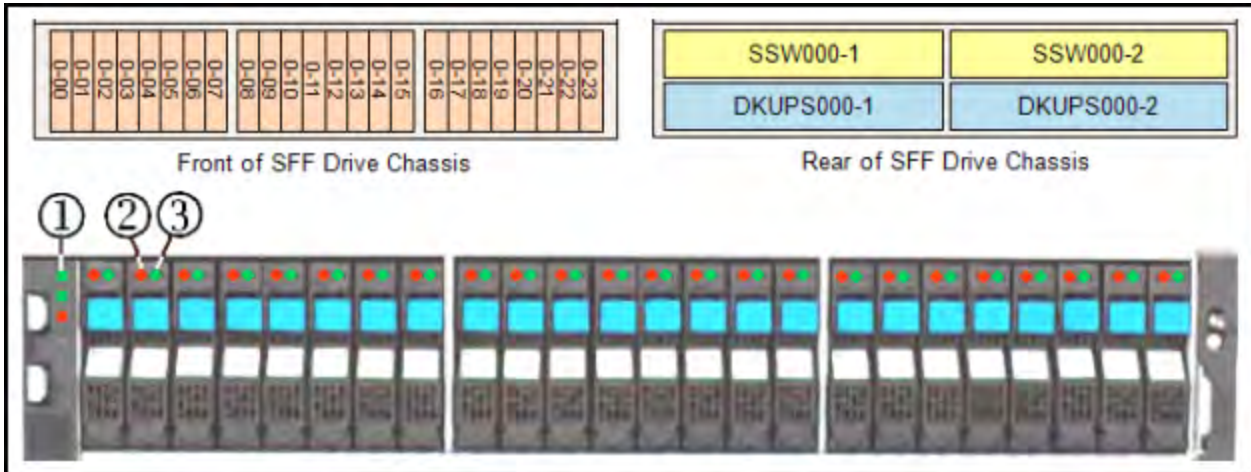 0-00 0-01 0-02 0-03 0-04 0-05 0-06 0-07 0-08 0-09 0-10 0-11 0-12 0-13 0-14 0-15 0-16 0-17 0-18 0-19 0-20 0-21 0-22 0-23
SSW000-1 SSW000-2
DKUPS000-1 DKUPS000-2
Front of SFF Drive Chassis
Rear of SFF Drive Chassis
① ② ③